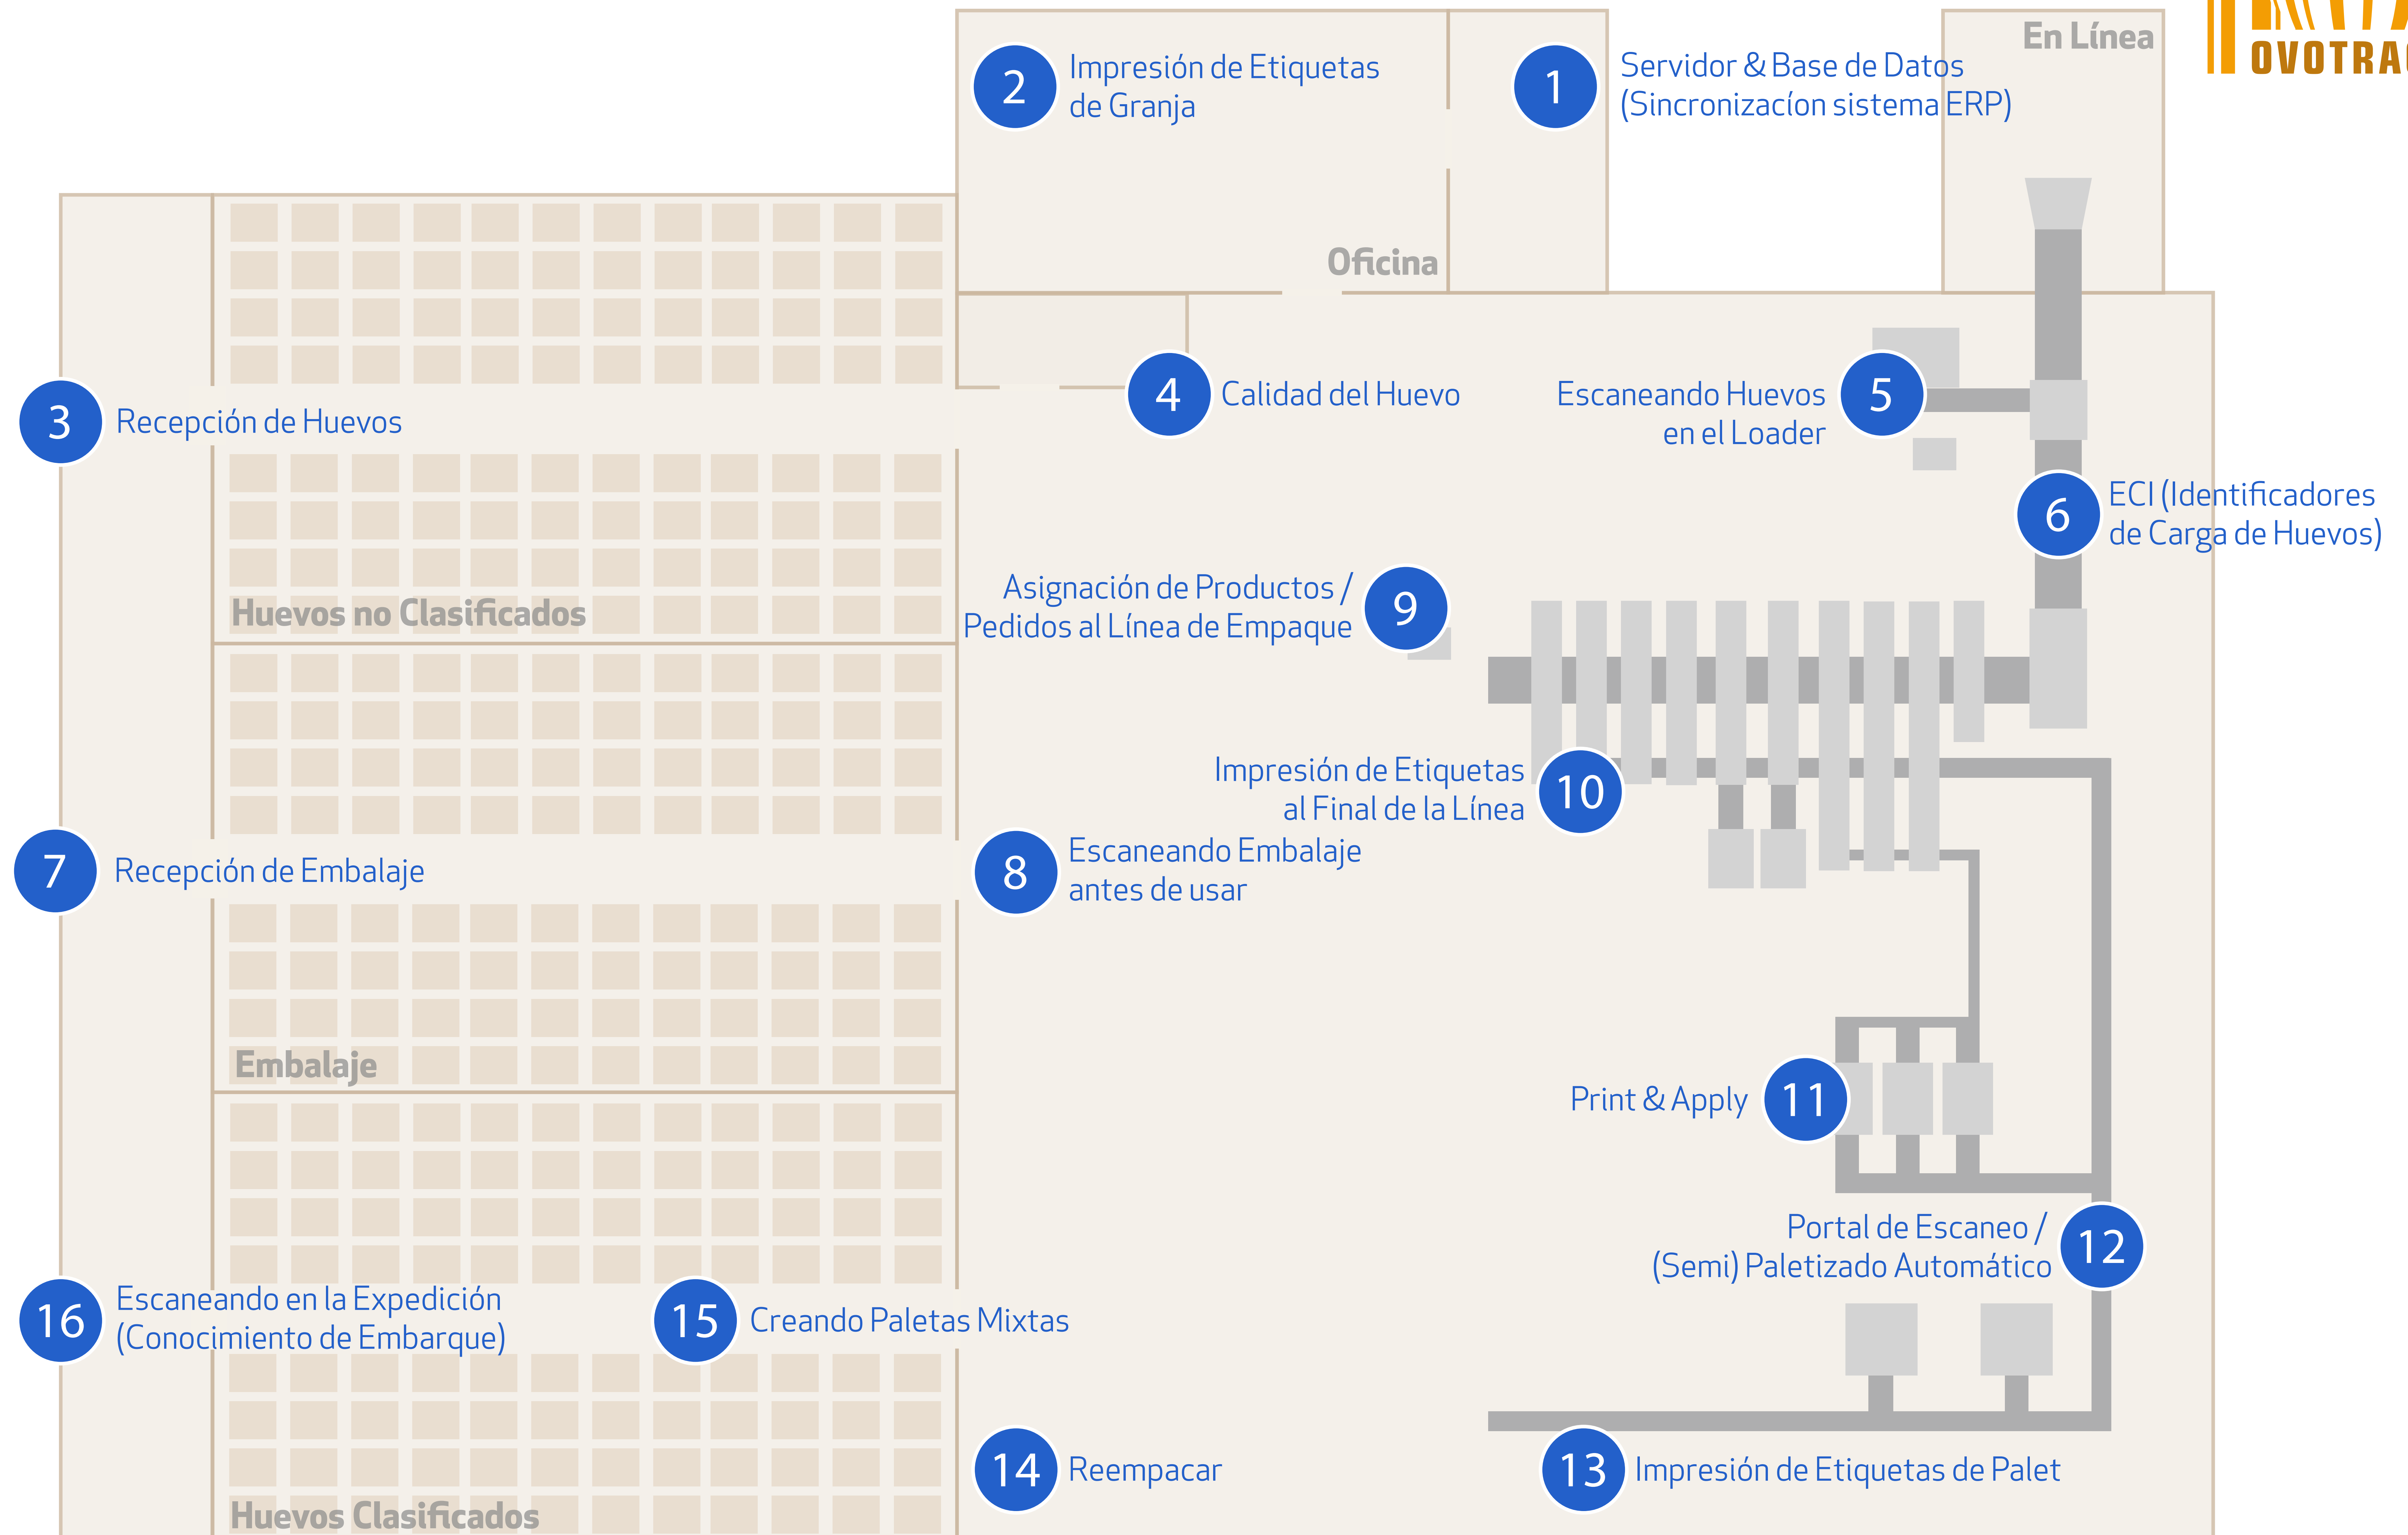 En Línea
2
Impresión de Etiquetas
de Granja
1
Servidor & Base de Datos
(Sincronizacíon sistema ERP)
Oficina
3
Recepción de Huevos
4
Calidad del Huevo
Escaneando Huevos
en el Loader
5
6
ECI (Identificadores
de Carga de Huevos)
Huevos no Clasificados
Asignación de Productos /
Pedidos al Línea de Empaque
9
Impresión de Etiquetas
al Final de la Línea
10
7
Recepción de Embalaje
8
Escaneando Embalaje
antes de usar
Embalaje
Print & Apply
11
Portal de Escaneo /
(Semi) Paletizado Automático
12
16
Escaneando en la Expedición
(Conocimiento de Embarque)
15
Creando Paletas Mixtas
14
Reempacar
13
Impresión de Etiquetas de Palet
Huevos Clasificados